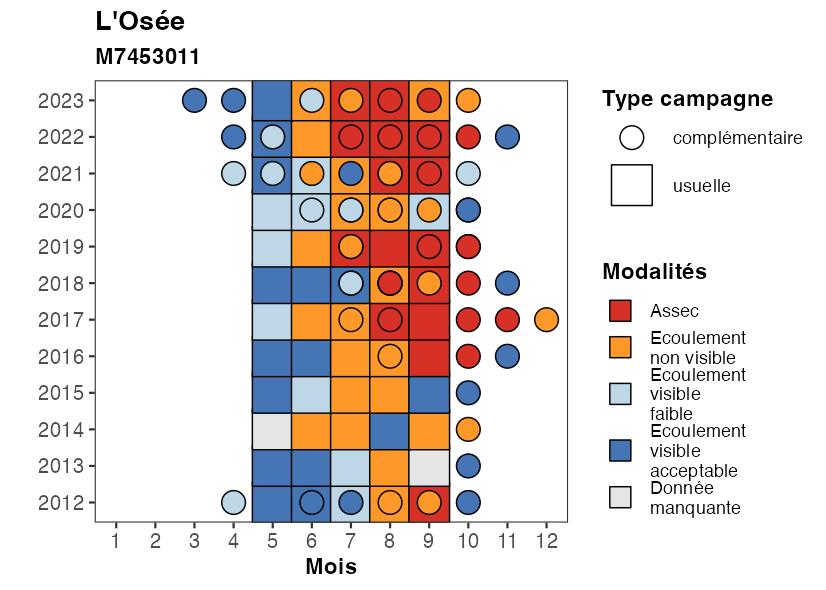 L'Osée
M7453011
2023
2022
2021
2020
2019
2018
2017
2016
2015
2014
2013
2012
1 2 3 4 5 6 7 8 9 10 11 12
Mois
Type campagne
complémentaire
usuelle
Modalités
Assec
Ecoulement
non visible
Ecoulement
visible
faible
Ecoulement
visible
acceptable
Donnée
manquante